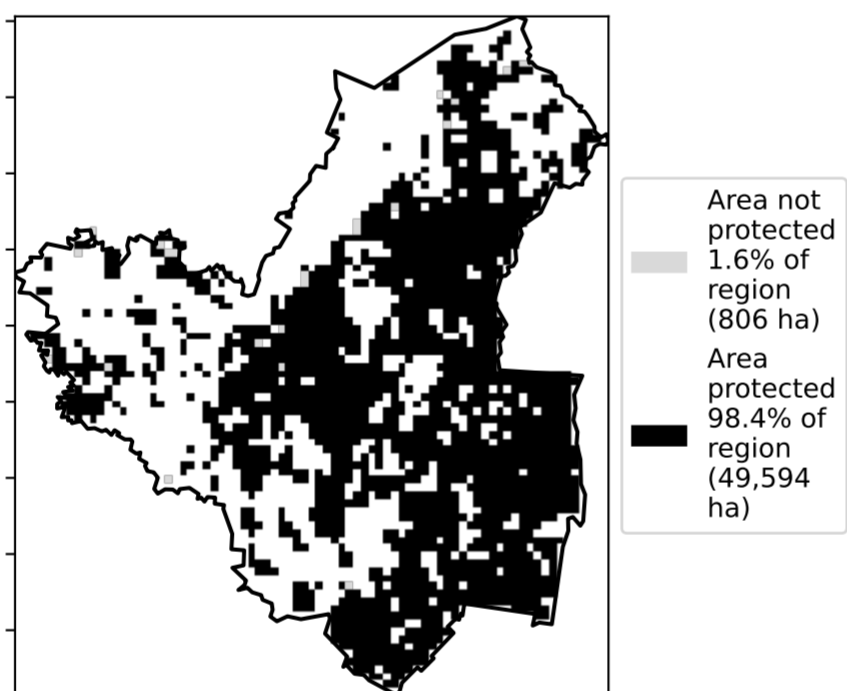 Area not
protected
1.6% of
region
(806 ha)
Area
protected
98.4% of
region
(49,594
ha)